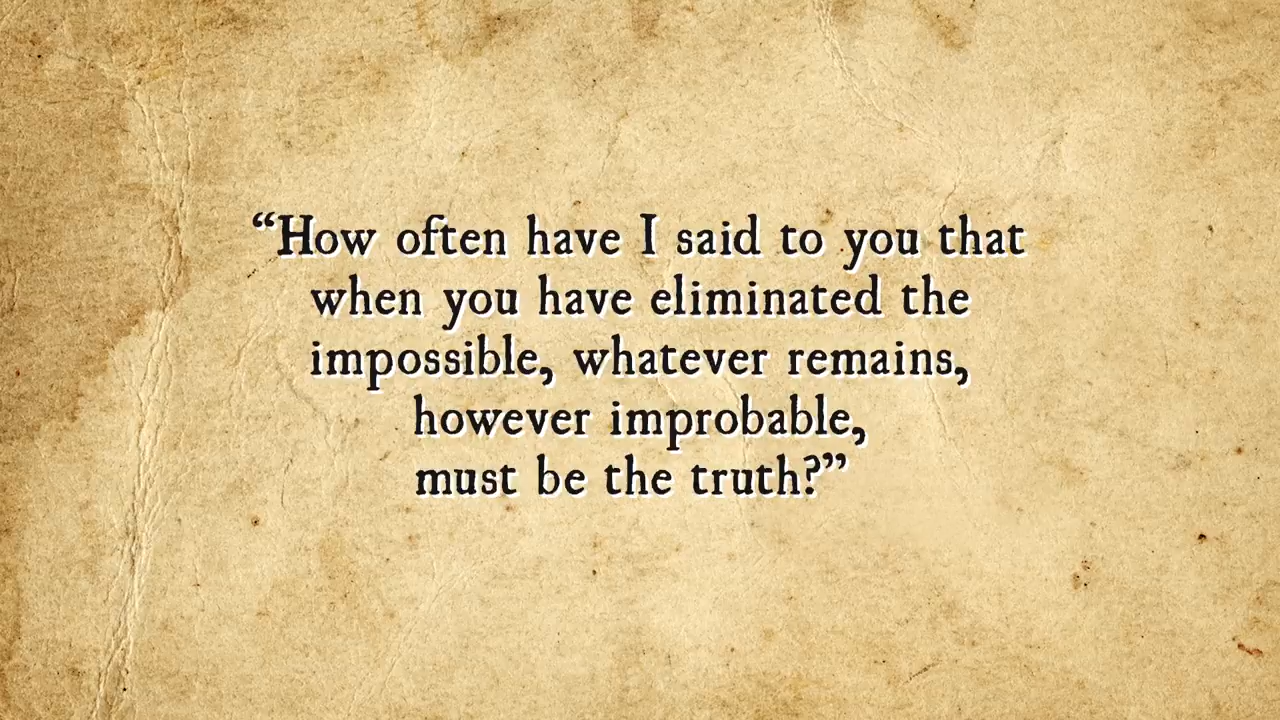 “How often have I said to you that
when you have eliminated the
impossible, whatever remains,
however improbable,
must be the truth?”